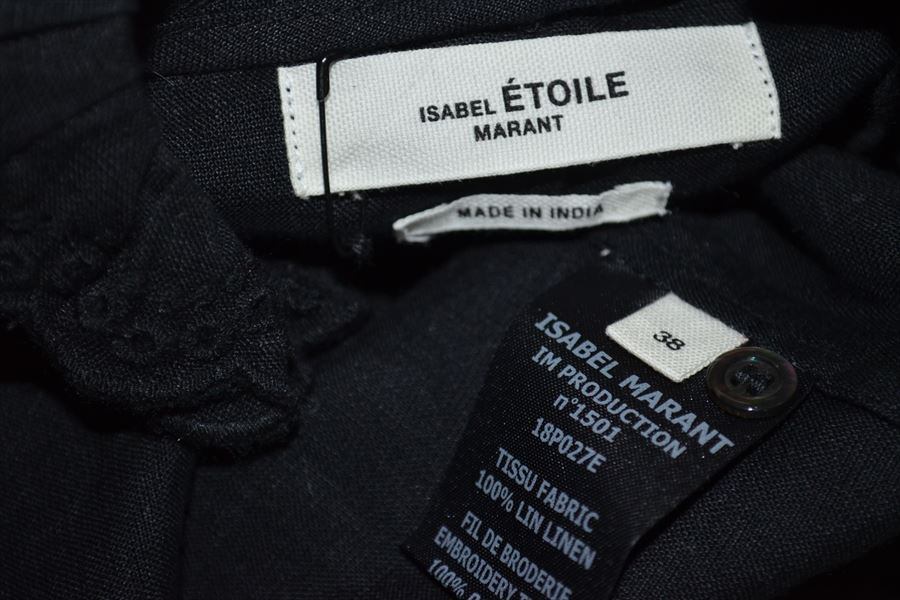 ISABEL ÉTOILE
MARANT
MADE IN INDIA
38
ISABEL MARANT
IM PRODUCTION
n°1501
18P027E
TISSU FABRIC
100% LIN LINEN
FIL DE BRODERIE
EMBROIDERY
100%